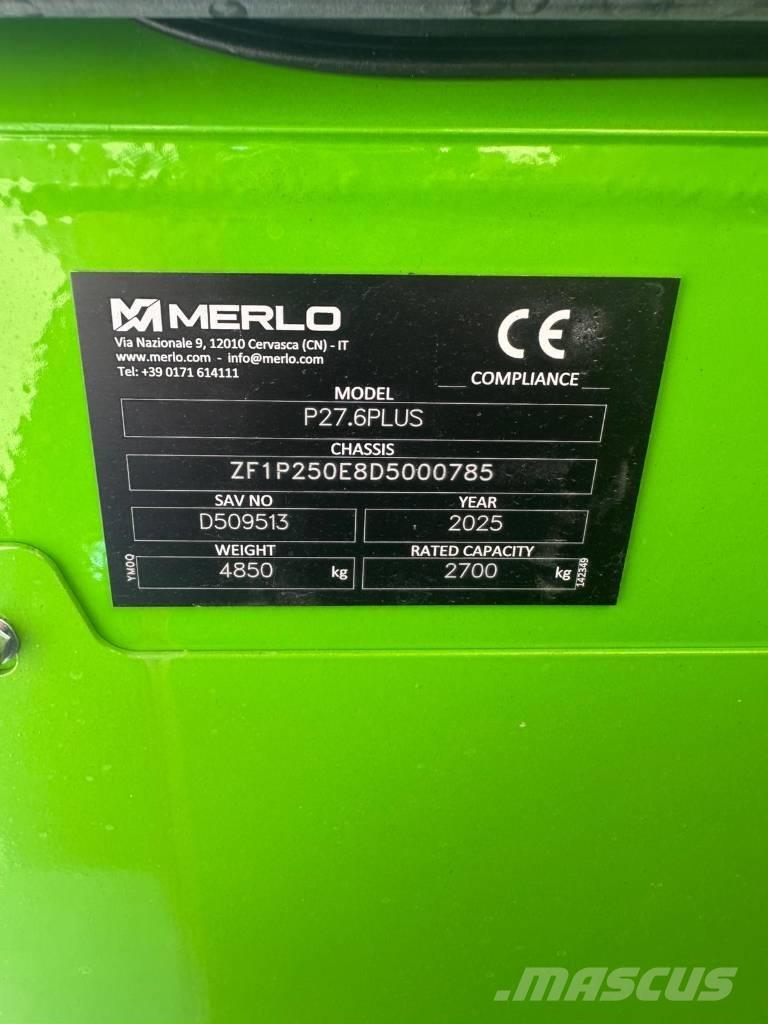 MERLO
Via Nazionale 9, 12010 Cervasca (CN) - IT
www.merlo.com - info@merlo.com
Tel: +39 0171 614111
CE
COMPLIANCE
MODEL
P27.6PLUS
CHASSIS
ZF1P250E8D5000785
SAV NO YEAR
D509513 2025
WEIGHT RATED CAPACITY
4850 kg 2700 kg
YM0Q
142349
MASCUS